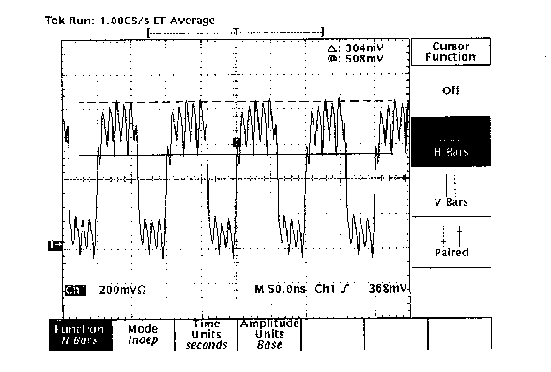 Tek Run: 1.00GS/s ET Average
Δ: 304mV
@: 508mV
Cursor
Function
Off
H Bars
V Bars
Paired
Ch1 200mVΩ M 50.0ns Ch1 368mV
Function
H Bars
Mode
Indep
Time
Units
seconds
Amplitude
Units
Base